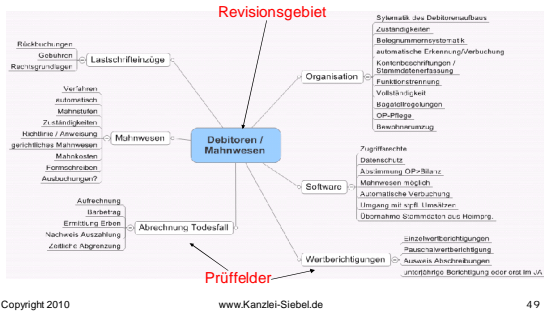 Revisionsgebiet
Rückbuchungen
Gebühren
Rechtsgrundlagen
Lastschrifteinzüge
Verfahren
automatisch
Mahnstufen
Zuständigkeiten
Richtlinie / Anweisung
gerichtliches Mahnwesen
Mahnkosten
Formschreiben
Ausbuchungen?
Mahnwesen
Aufrechnung
Barbetrag
Ermittlung Erben
Nachweis Auszahlung
Zeitliche Abgrenzung
Abrechnung Todesfall
Debitoren /
Mahnwesen
Organisation
Sytematik des Debitorenaufbaus
Zuständigkeiten
Belegnummernsystematik
automatische Erkennung/Verbuchung
Kontenbeschriftungen /
Stammdatenerfassung
Funktionstrennung
Vollständigkeit
Bagatellregelungen
OP-Pflege
Bewohnerumzug
Software
Zugriffsrechte
Datenschutz
Abstimmung OP>Bilanz
Mahnwesen möglich
Automatische Verbuchung
Umgang mit stpfl. Umsätzen
Übernahme Stammdaten aus Heimprg.
Wertberichtigungen
Einzelwertberichtigungen
Pauschalwertberichtigung
Ausweis Abschreibungen
unterjährige Berichtigung oder erst im JA
Prüffelder
Copyright 2010
www.Kanzlei-Siebel.de
49